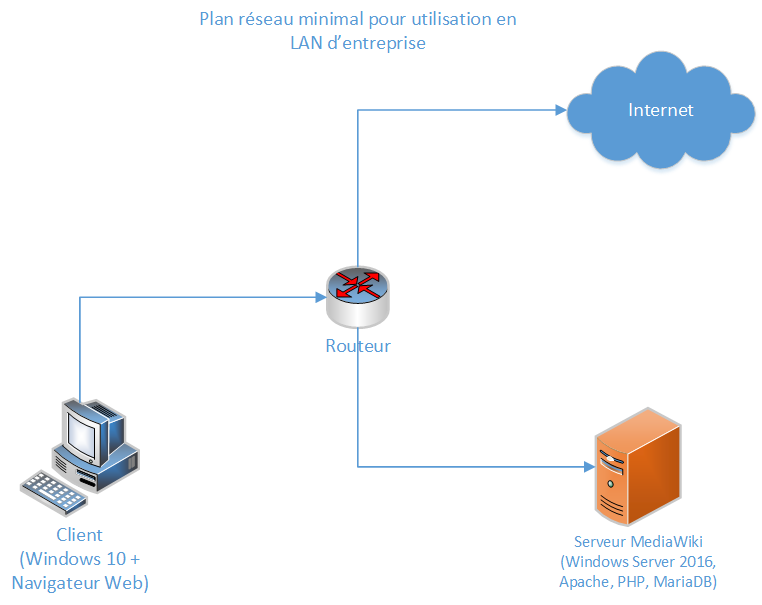 Plan réseau minimal pour utilisation en
LAN d’entreprise
Internet
Routeur
Client
(Windows 10 +
Navigateur Web)
Serveur MediaWiki
(Windows Server 2016,
Apache, PHP, MariaDB)